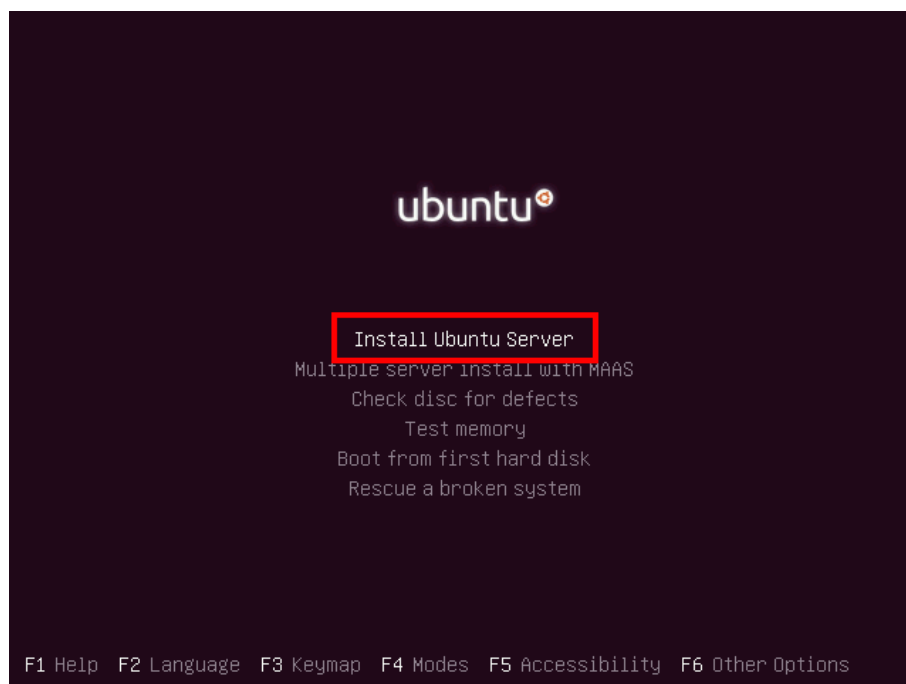 ubuntu
Install Ubuntu Server
Multiple server install with MAAS
Check disc for defects
Test memory
Boot from first hard disk
Rescue a broken system
F1 Help F2 Language F3 Keymap F4 Modes F5 Accessibility F6 Other Options